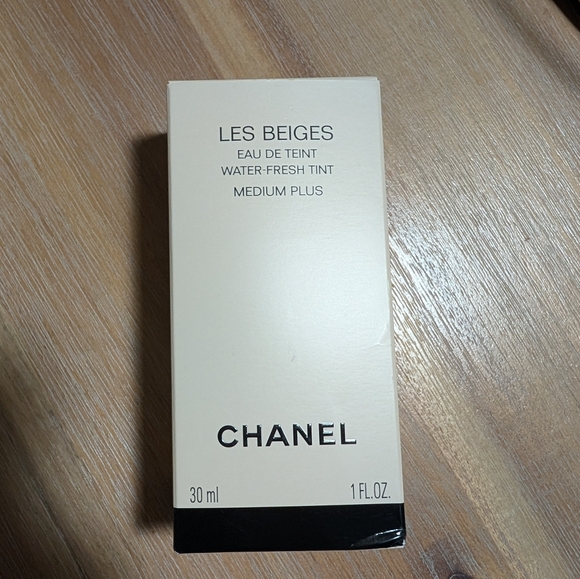 LES BEIGES
EAU DE TEINT
WATER-FRESH TINT
MEDIUM PLUS
CHANEL
30 ml 1 FL.OZ.